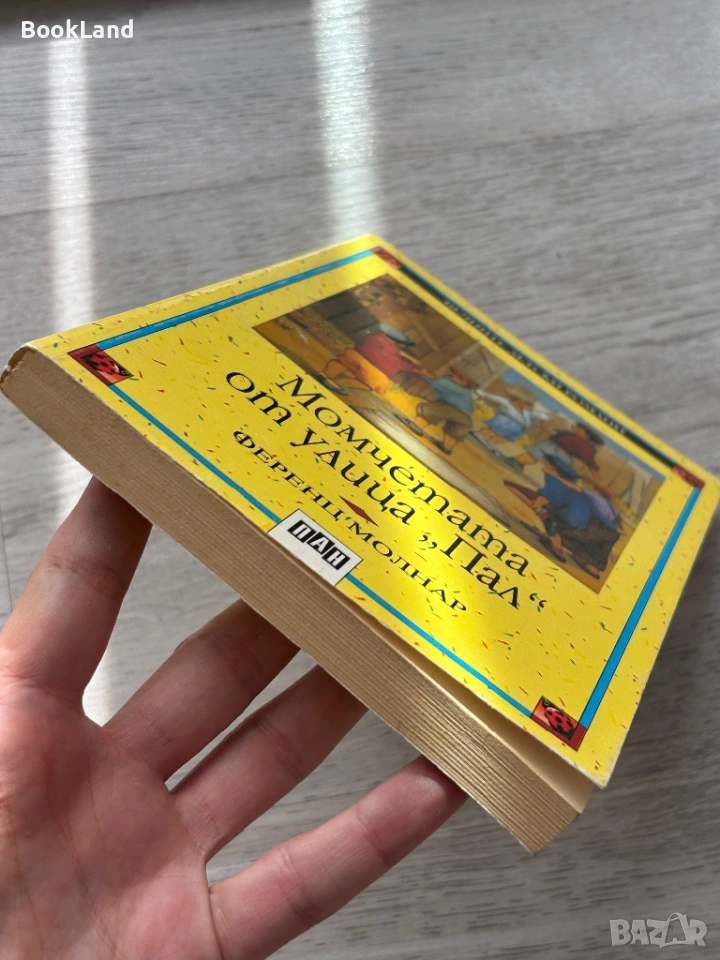 BookLand
Момчетата
от улица „Пал“
ФЕРЕНЦ МОЛНАР
ПАН
BAZAR